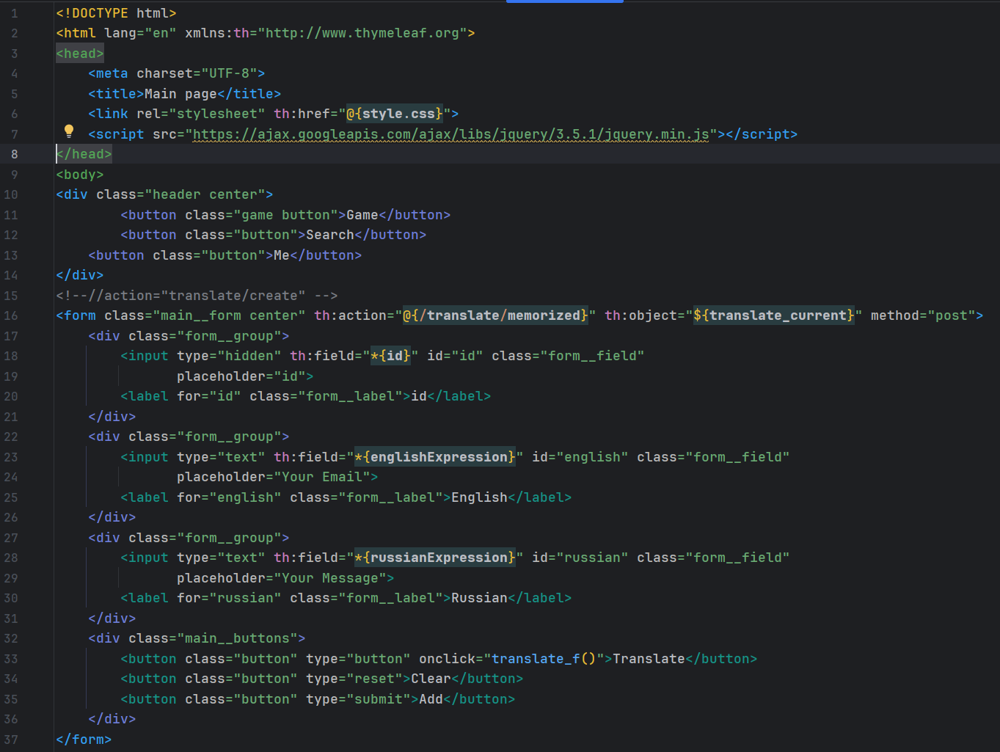 1 <!DOCTYPE html>
2 <html lang="en" xmlns:th="http://www.thymeleaf.org">
3 <head>
4     <meta charset="UTF-8">
5     <title>Main page</title>
6     <link rel="stylesheet" th:href="@{style.css}">
7     <script src="https://ajax.googleapis.com/ajax/libs/jquery/3.5.1/jquery.min.js"></script>
8 </head>
9 <body>
10 <div class="header center">
11         <button class="game button">Game</button>
12         <button class="button">Search</button>
13     <button class="button">Me</button>
14 </div>
15 <!--//action="translate/create" -->
16 <form class="main__form center" th:action="@{/translate/memorized}" th:object="${translate_current}" method="post">
17     <div class="form__group">
18         <input type="hidden" th:field="*{id}" id="id" class="form__field"
19                placeholder="id">
20         <label for="id" class="form__label">id</label>
21     </div>
22     <div class="form__group">
23         <input type="text" th:field="*{englishExpression}" id="english" class="form__field"
24                placeholder="Your Email">
25         <label for="english" class="form__label">English</label>
26     </div>
27     <div class="form__group">
28         <input type="text" th:field="*{russianExpression}" id="russian" class="form__field"
29                placeholder="Your Message">
30         <label for="russian" class="form__label">Russian</label>
31     </div>
32     <div class="main__buttons">
33         <button class="button" type="button" onclick="translate_f()">Translate</button>
34         <button class="button" type="reset">Clear</button>
35         <button class="button" type="submit">Add</button>
36     </div>
37 </form>